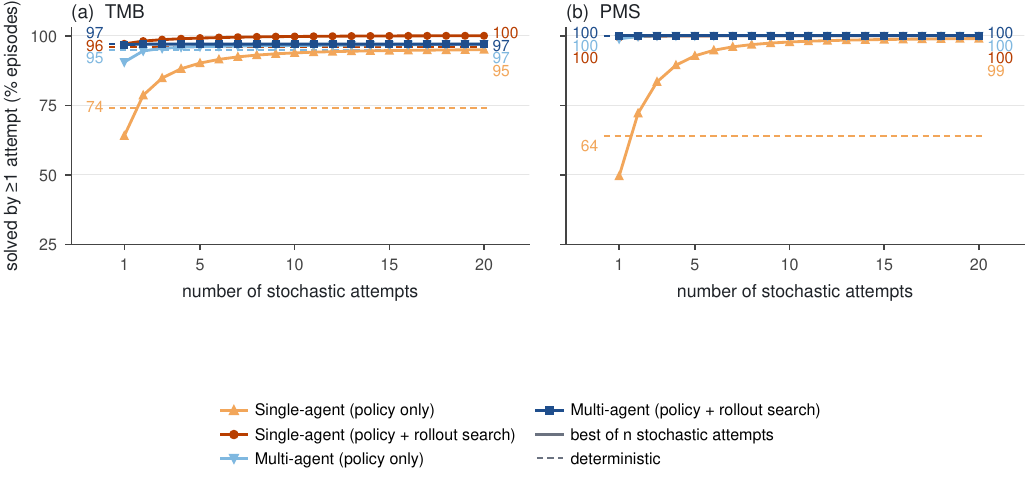 (a) TMB
(b) PMS
solved by ≥1 attempt (% episodes)
100
75
50
25
97
96
95
74
100
97
97
95
100
100
100
64
100
100
100
99
1
5
10
15
20
1
5
10
15
20
number of stochastic attempts
number of stochastic attempts
Single-agent (policy only)
Single-agent (policy + rollout search)
Multi-agent (policy only)
Multi-agent (policy + rollout search)
best of n stochastic attempts
deterministic